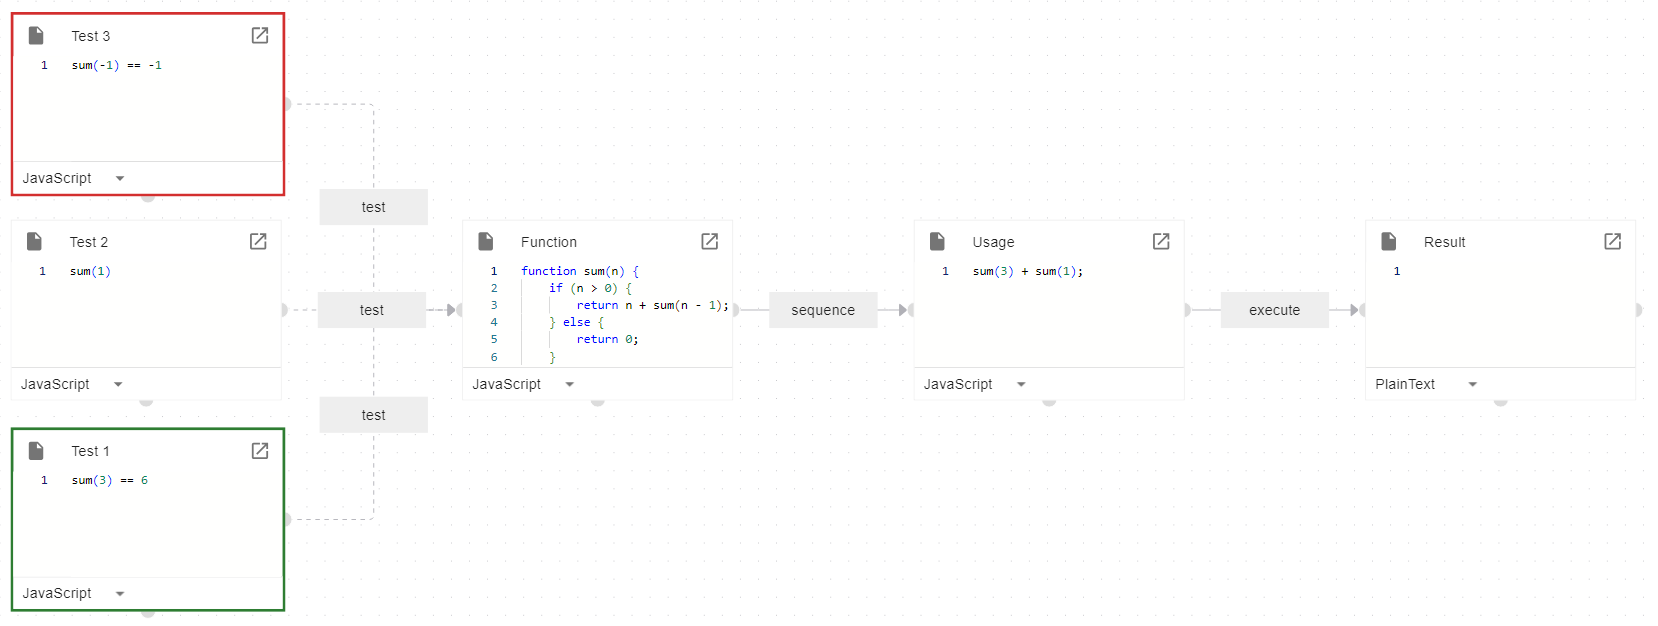 Test 3
1 sum(-1) == -1
JavaScript
test
Test 2
1 sum(1)
JavaScript
test
Test 1
1 sum(3) == 6
JavaScript
test
Function
1 function sum(n) {
2 if (n > 0) {
3 return n + sum(n - 1);
4 } else {
5 return 0;
6 }
JavaScript
sequence
Usage
1 sum(3) + sum(1);
JavaScript
execute
Result
1
PlainText